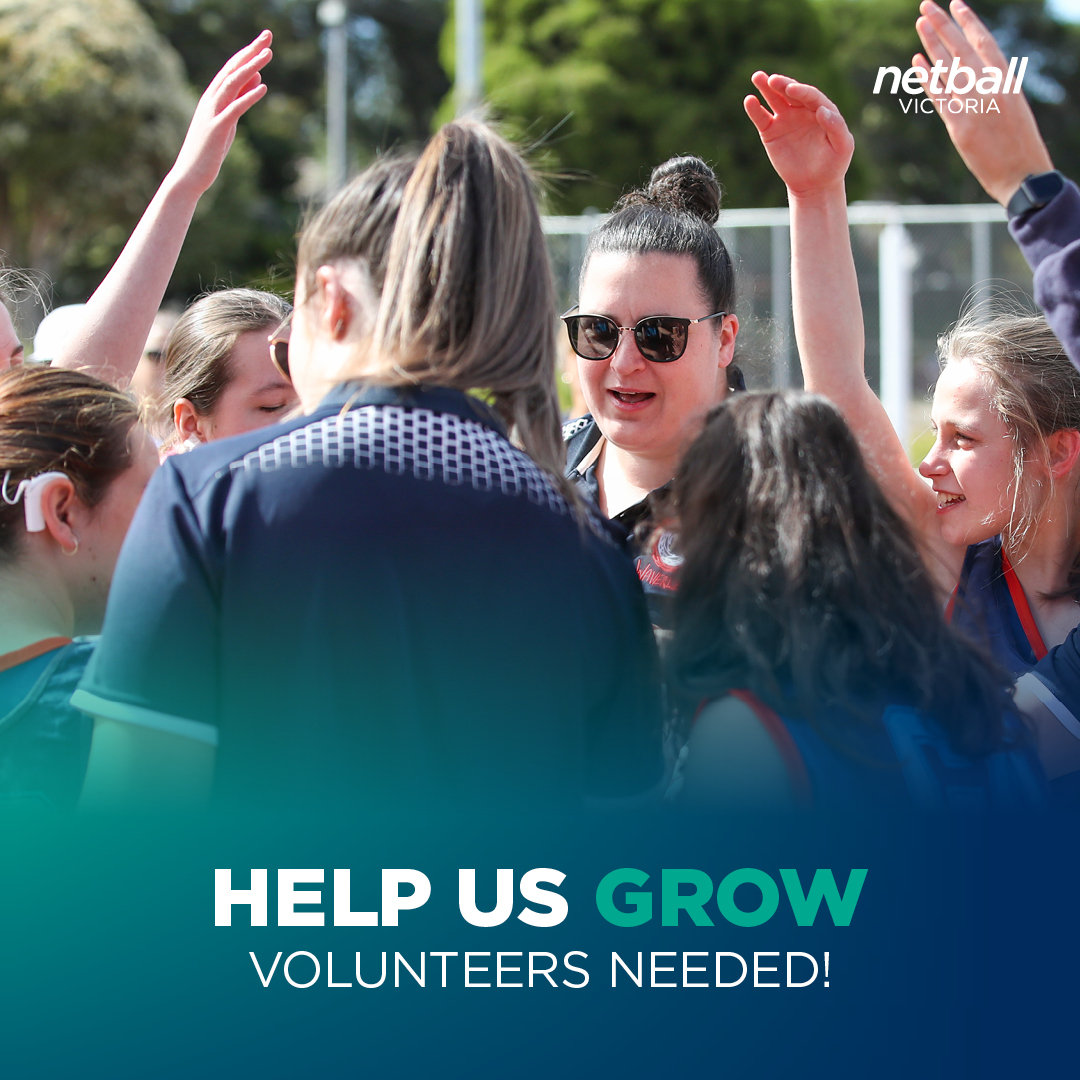 netball
VICTORIA
HELP US GROW
VOLUNTEERS NEEDED!